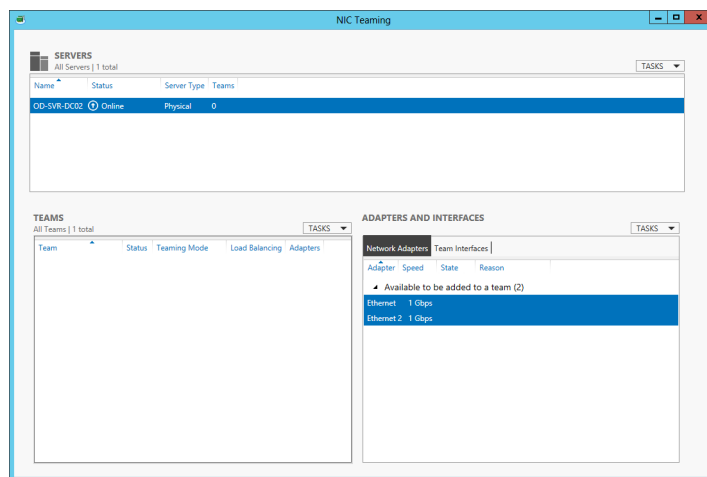 NIC Teaming
SERVERS
All Servers | 1 total
TASKS
Name Status Server Type Teams
OD-SVR-DC02 Online Physical 0
TEAMS
All Teams | 1 total
TASKS
Team Status Teaming Mode Load Balancing Adapters
ADAPTERS AND INTERFACES
TASKS
Network Adapters Team Interfaces
Adapter Speed State Reason
Available to be added to a team (2)
Ethernet 1 Gbps
Ethernet 2 1 Gbps